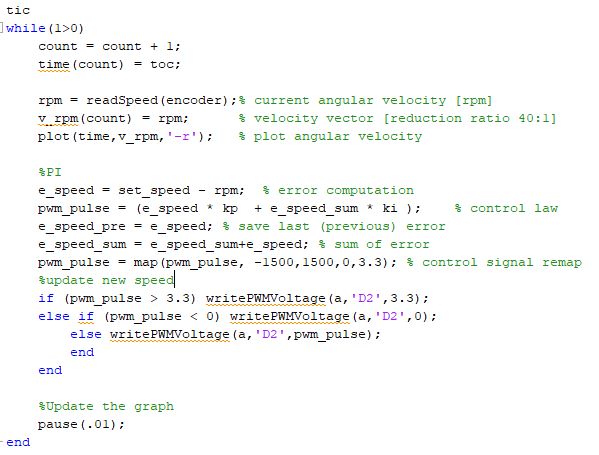 tic
while(1>0)
    count = count + 1;
    time(count) = toc;

    rpm = readSpeed(encoder);% current angular velocity [rpm]
    v_rpm(count) = rpm;      % velocity vector [reduction ratio 40:1]
    plot(time,v_rpm,'-r');   % plot angular velocity

    %PI
    e_speed = set_speed - rpm;  % error computation
    pwm_pulse = (e_speed * kp  + e_speed_sum * ki );    % control law
    e_speed_pre = e_speed; % save last (previous) error
    e_speed_sum = e_speed_sum+e_speed; % sum of error
    pwm_pulse = map(pwm_pulse, -1500,1500,0,3.3); % control signal remap
    %update new speed
    if (pwm_pulse > 3.3) writePWMVoltage(a,'D2',3.3);
    else if (pwm_pulse < 0) writePWMVoltage(a,'D2',0);
        else writePWMVoltage(a,'D2',pwm_pulse);
        end
    end

    %Update the graph
    pause(.01);
end